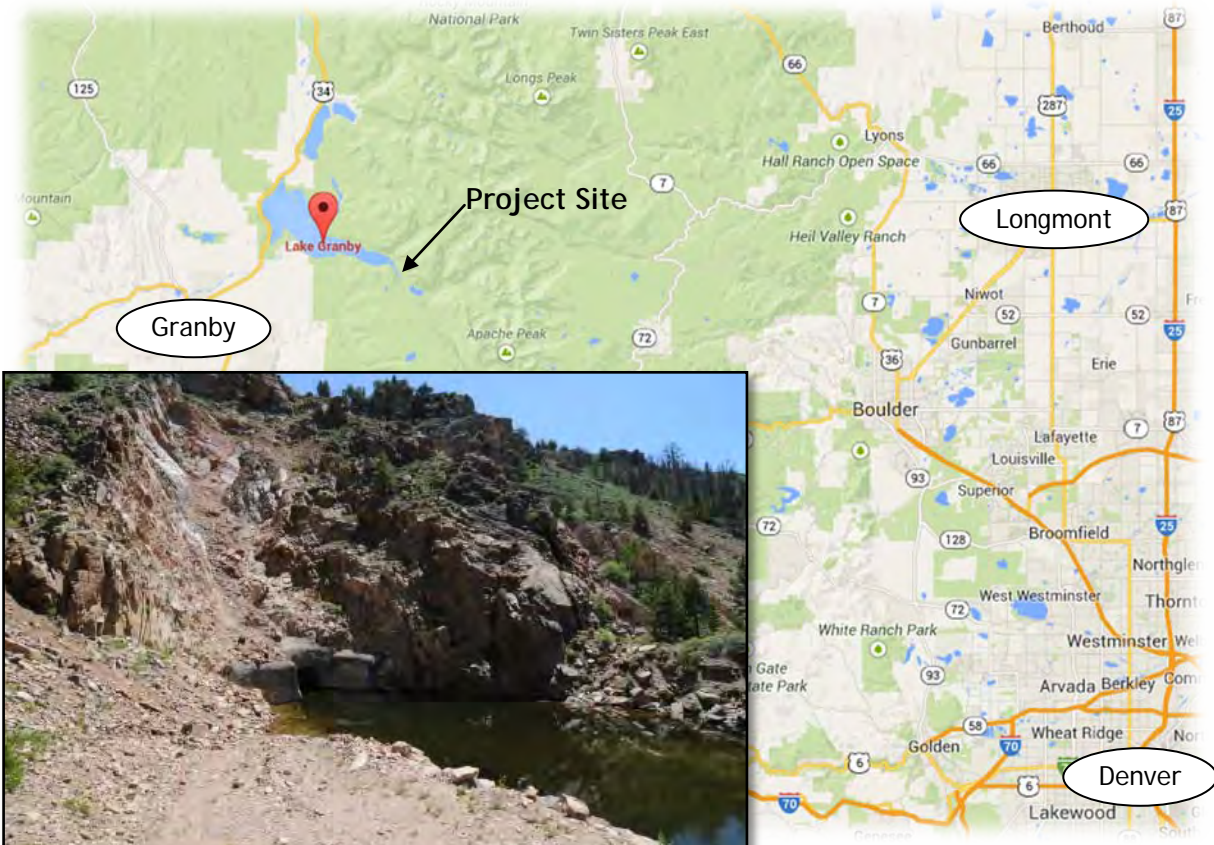 National Park
Twin Sisters Peak East
Berthoud
87
125
34
Longs Peak
66
287
25
Lyons
Hall Ranch Open Space
66
66
7
Mountain
Project Site
Longmont
87
Lake Granby
Heil Valley Ranch
Niwot
7
52
52
Granby
72
25
Apache Peak
Gunbarrel
36
Erie
Boulder
7
87
Lafayette
Louisville
93
Superior
72
25
128
Broomfield
Northglen
72
West Westminster
Thornt
White Ranch Park
Westminster
Gate
93
Arvada
Berkley
58
Wheat Ridge
Golden
70
6
Denver
6
70
Lakewood